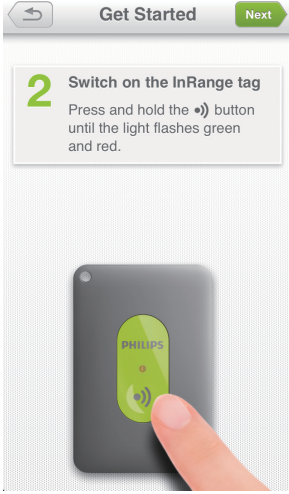 Get Started
Next
2
Switch on the InRange tag
Press and hold the button
until the light flashes green
and red.
PHILIPS